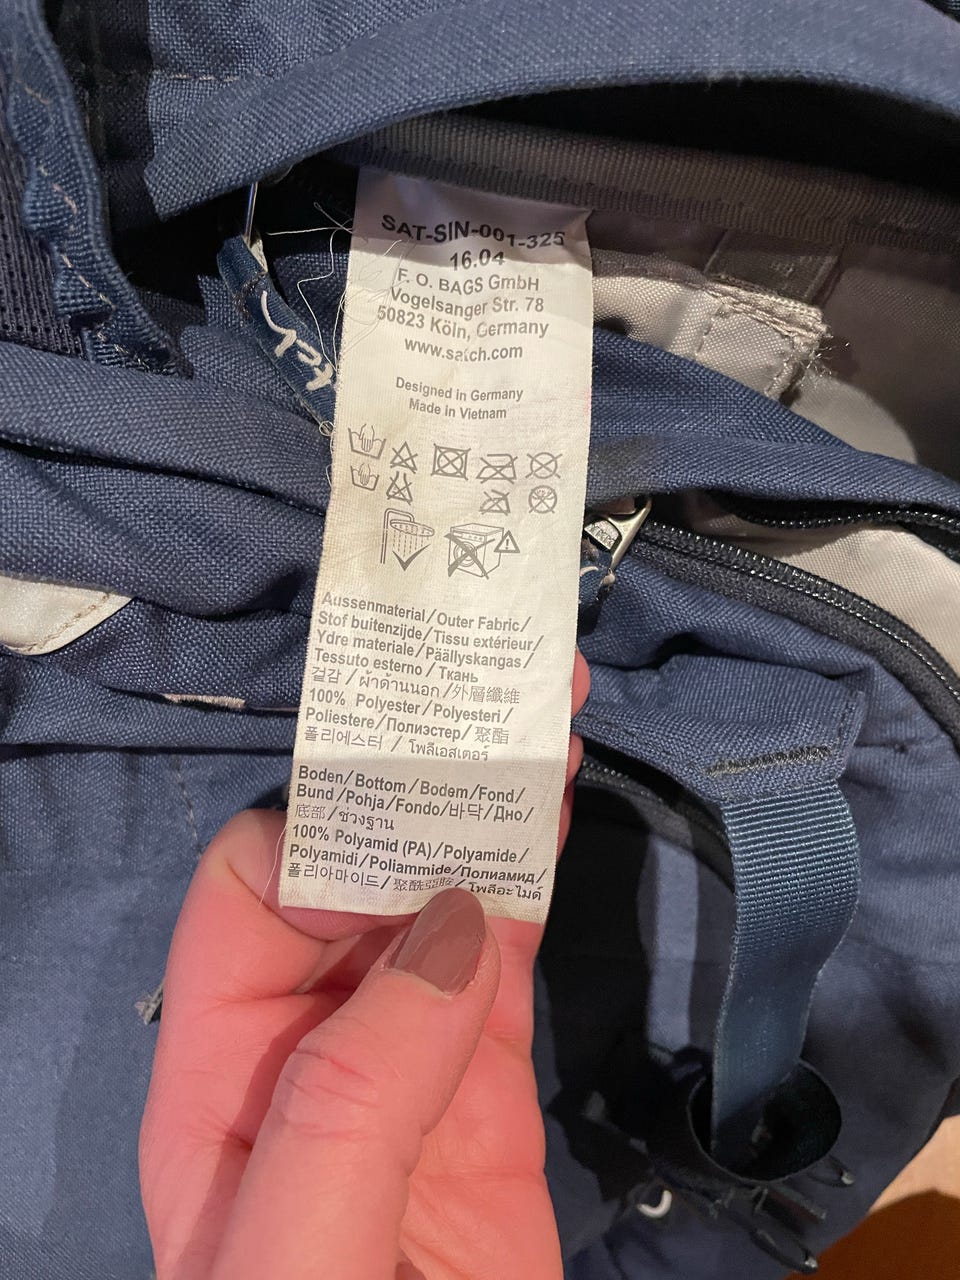 SAT-SIN-001-325
16.04
F. O. BAGS GmbH
Vogelsanger Str. 78
50823 Köln, Germany
www.satch.com
Designed in Germany
Made in Vietnam
Aussenmaterial/Outer Fabric/
Stof buitenzijde/Tissu extérieur/
Ydre materiale/Päällyskangas/
Tessuto esterno/Ткань
겉감/ผ้าด้านนอก/外層纖維
100% Polyester/Polyesteri/
Poliestere/Полиэстер/聚酯
폴리에스터 / โพลีเอสเตอร์
Boden/Bottom/Bodem/Fond/
Bund/Pohja/Fondo/바닥/Дно/
底部/ช่วงฐาน
100% Polyamid (PA)/Polyamide/
Polyamidi/Poliammide/Полиамид/
폴리아마이드/聚酰亞胺/โพลีอะไมด์